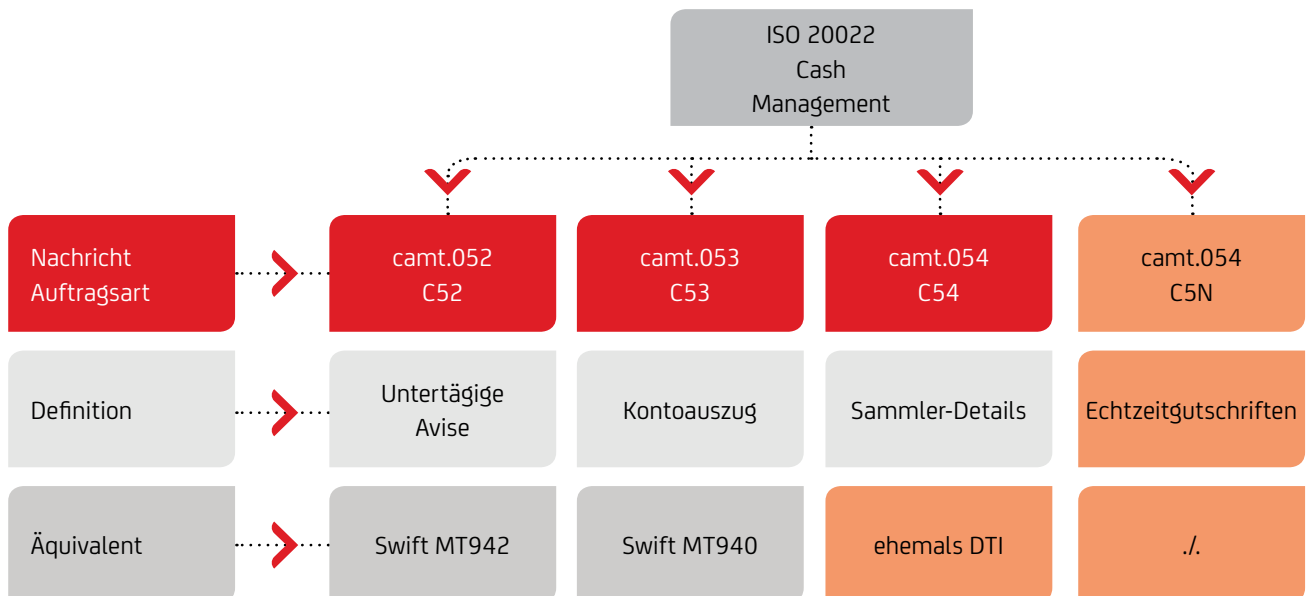 ISO 20022
Cash
Management
Nachricht
Auftragsart
camt.052
C52
camt.053
C53
camt.054
C54
camt.054
C5N
Definition
Untertägige
Avise
Kontoauszug
Sammler-Details
Echtzeitgutschriften
Äquivalent
Swift MT942
Swift MT940
ehemals DTI
./.